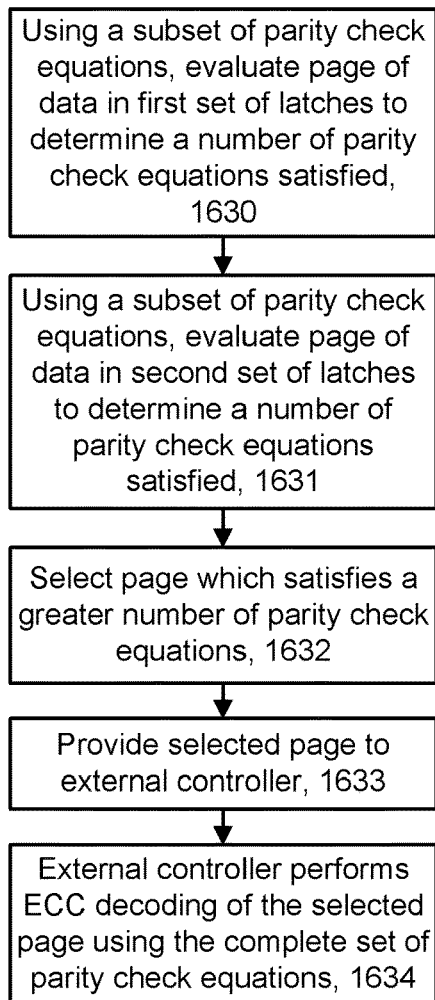 Using a subset of parity check
equations, evaluate page of
data in first set of latches to
determine a number of parity
check equations satisfied,
1630
Using a subset of parity check
equations, evaluate page of
data in second set of latches
to determine a number of
parity check equations
satisfied, 1631
Select page which satisfies a
greater number of parity check
equations, 1632
Provide selected page to
external controller, 1633
External controller performs
ECC decoding of the selected
page using the complete set of
parity check equations, 1634